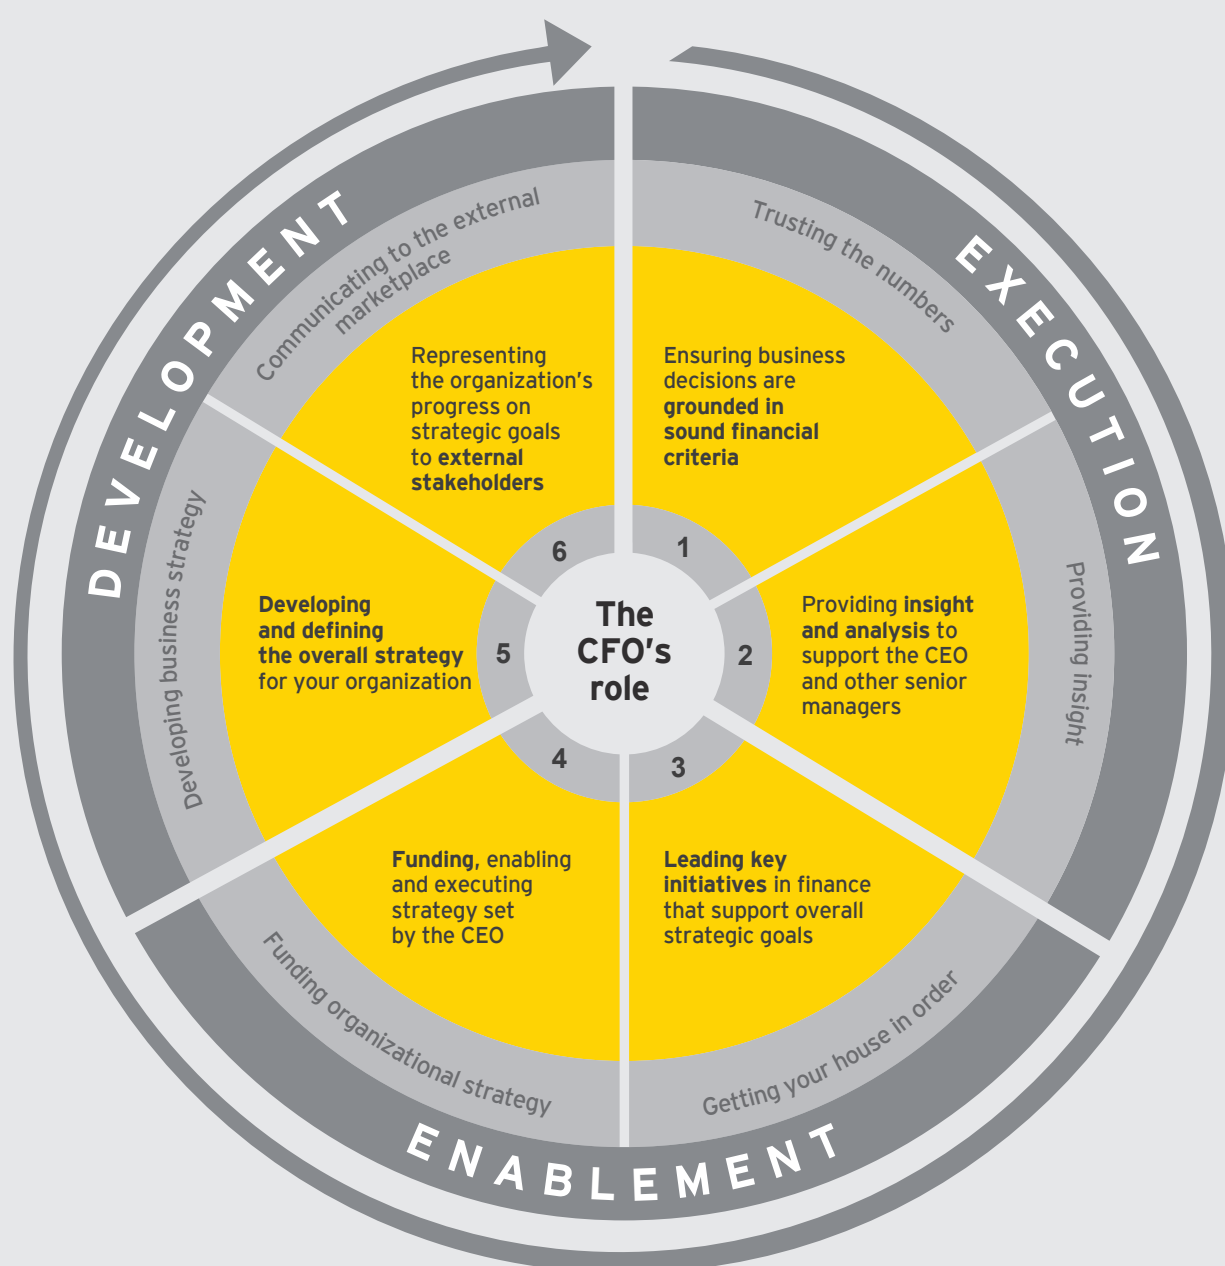 The
CFO's
role
EXECUTION
Trusting the numbers
1
Ensuring business
decisions are
grounded in
sound financial
criteria
Providing insight
2
Providing insight
and analysis to
support the CEO
and other senior
managers
ENABLEMENT
Getting your house in order
3
Leading key
initiatives in finance
that support overall
strategic goals
Funding organizational strategy
4
Funding, enabling
and executing
strategy set
by the CEO
DEVELOPMENT
Developing business strategy
5
Developing
and defining
the overall strategy
for your organization
Communicating to the external
marketplace
6
Representing
the organization's
progress on
strategic goals
to external
stakeholders